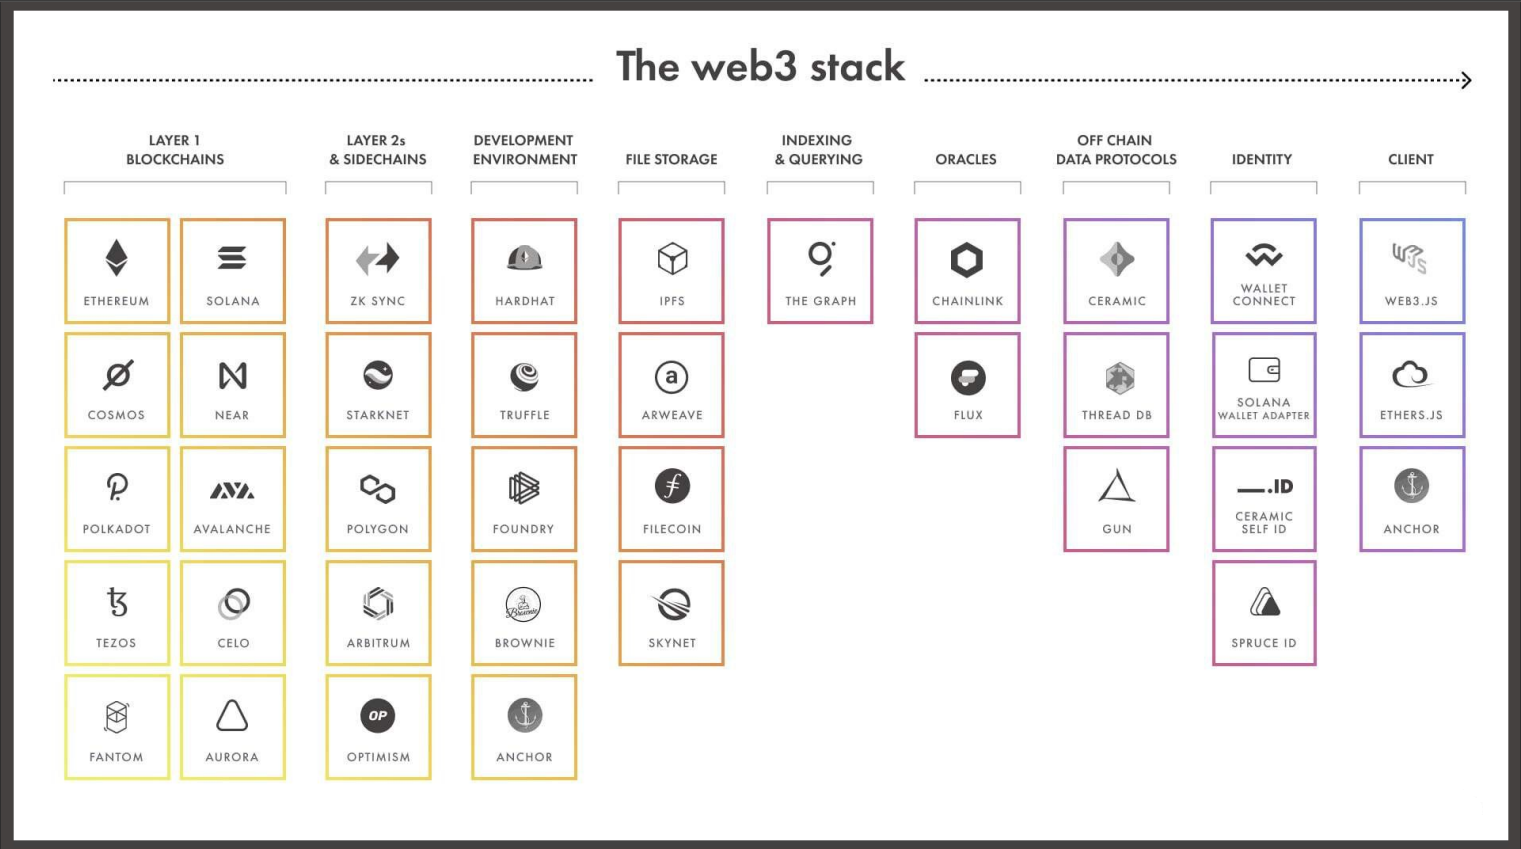 The web3 stack
LAYER 1
BLOCKCHAINS
LAYER 2s
& SIDECHAINS
DEVELOPMENT
ENVIRONMENT
FILE STORAGE
INDEXING
& QUERYING
ORACLES
OFF CHAIN
DATA PROTOCOLS
IDENTITY
CLIENT
ETHEREUM
SOLANA
ZK SYNC
HARDHAT
IPFS
THE GRAPH
CHAINLINK
CERAMIC
WALLET
CONNECT
W3JS
WEB3.JS
COSMOS
NEAR
STARKNET
TRUFFLE
a
ARWEAVE
FLUX
THREAD DB
SOLANA
WALLET ADAPTER
ETHERS.JS
POLKADOT
AVALANCHE
POLYGON
FOUNDRY
FILECOIN
GUN
.ID
CERAMIC
SELF ID
ANCHOR
TEZOS
CELO
ARBITRUM
Brownie
BROWNIE
SKYNET
SPRUCE ID
FANTOM
AURORA
OP
OPTIMISM
ANCHOR